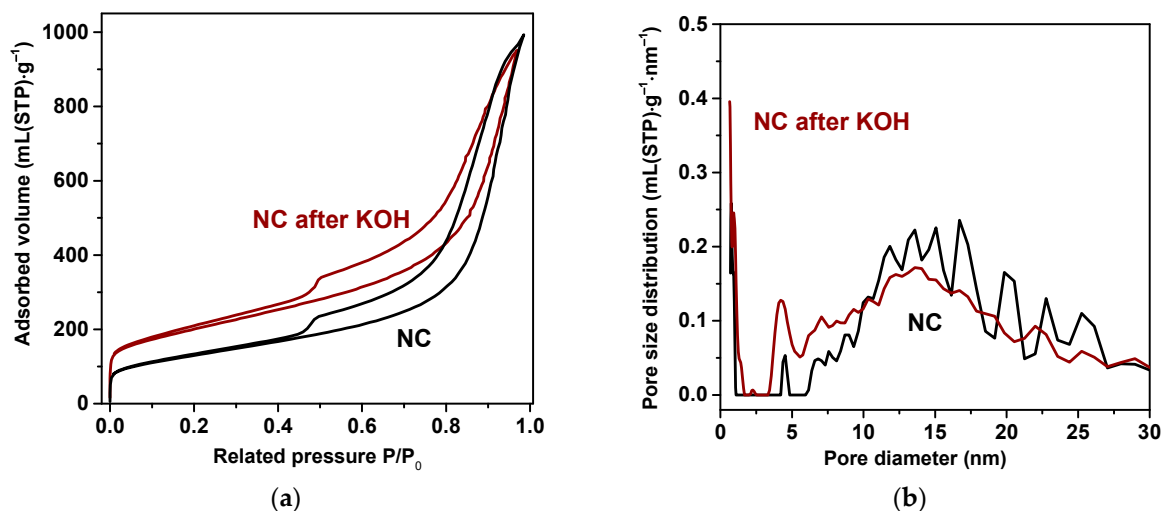 1000
800
600
400
200
0
Adsorbed volume (mL(STP)·g⁻¹)
NC after KOH
NC
0.0 0.2 0.4 0.6 0.8 1.0
Related pressure P/P₀
(a)
0.5
0.4
0.3
0.2
0.1
0.0
Pore size distribution (mL(STP)·g⁻¹·nm⁻¹)
NC after KOH
NC
0 5 10 15 20 25 30
Pore diameter (nm)
(b)